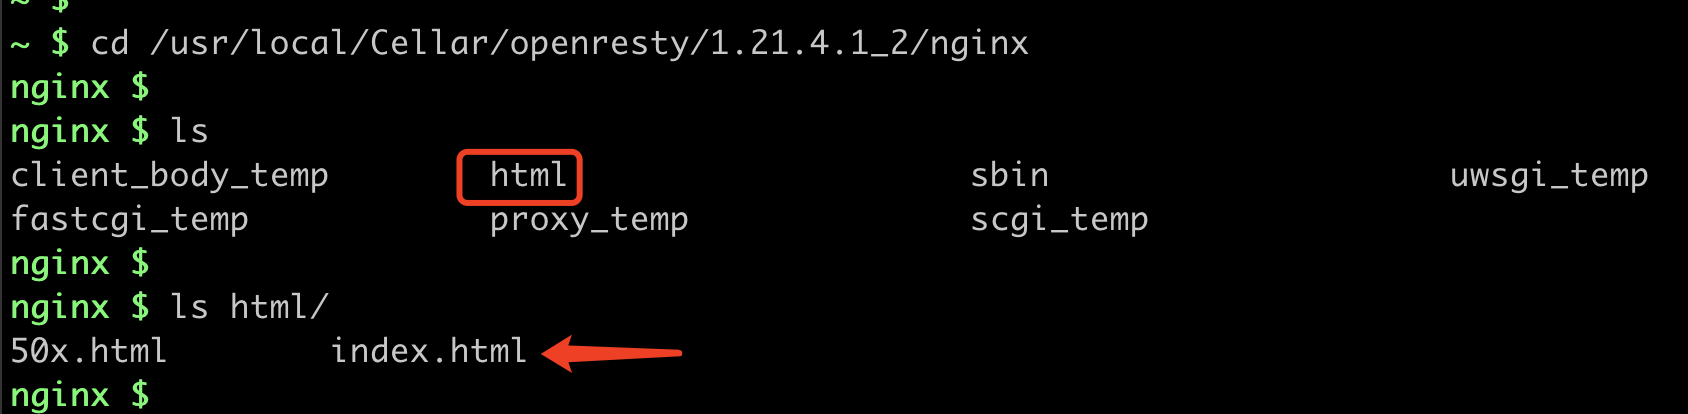 ~ $
~ $ cd /usr/local/Cellar/openresty/1.21.4.1_2/nginx
nginx $
nginx $ ls
client_body_temp html sbin uwsgi_temp
fastcgi_temp proxy_temp scgi_temp
nginx $
nginx $ ls html/
50x.html index.html
nginx $